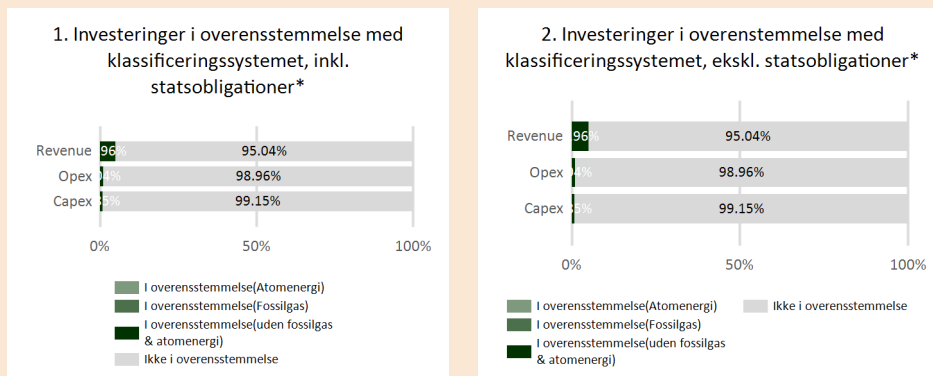 1. Investeringer i overensstemmelse med
klassificeringssystemet, inkl.
statsobligationer*
Revenue 95.04%
Opex 98.96%
Capex 99.15%
0% 50% 100%
I overensstemmelse(Atomenergi)
I overensstemmelse(Fossilgas)
I overensstemmelse(uden fossilgas
& atomenergi)
Ikke i overensstemmelse
2. Investeringer i overenstemmelse med
klassificeringssystemet, ekskl. statsobligationer*
Revenue 95.04%
Opex 98.96%
Capex 99.15%
0% 50% 100%
I overensstemmelse(Atomenergi)
Ikke i overensstemmelse
I overensstemmelse(Fossilgas)
I overensstemmelse(uden fossilgas
& atomenergi)